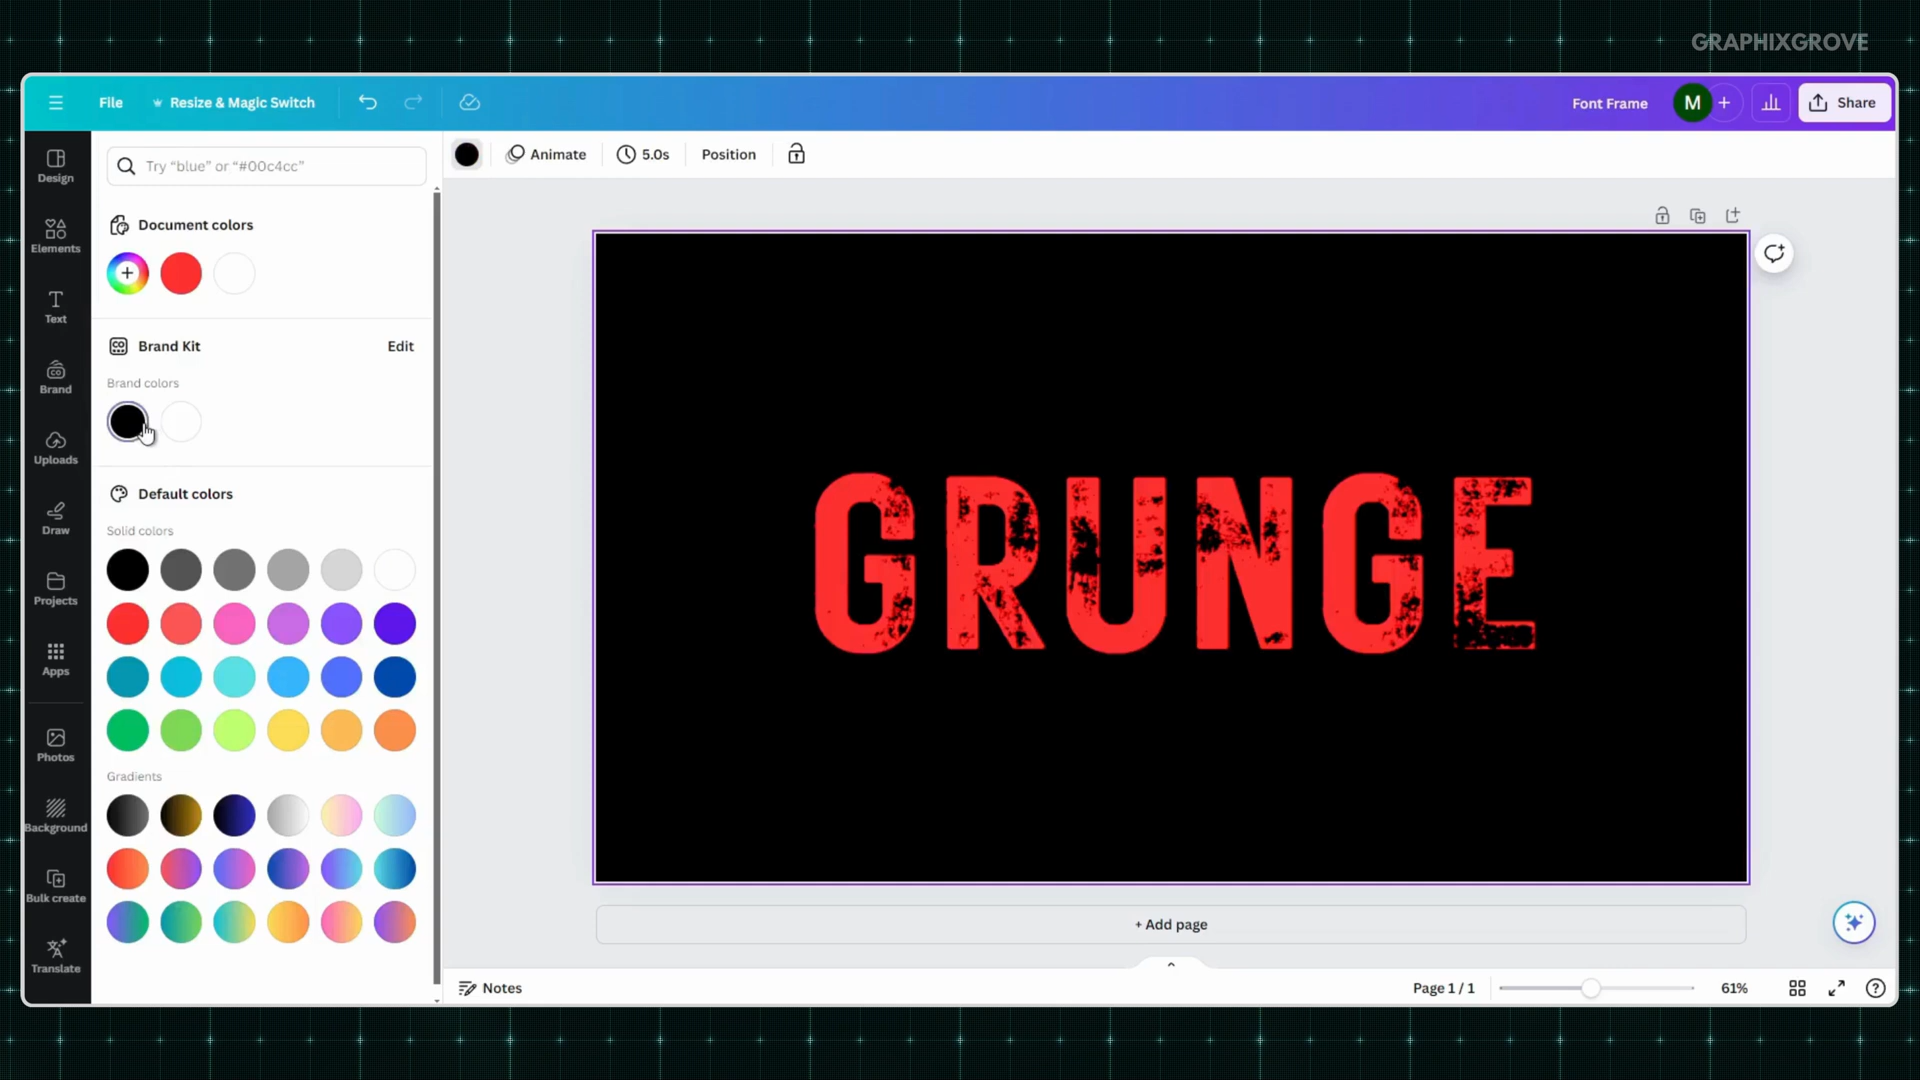 GRAPHIXGROVE
File
Resize & Magic Switch
Font Frame
M
+
Share
Design
Elements
Text
Brand
Uploads
Draw
Projects
Apps
Photos
Background
Bulk create
Translate
Try “blue” or “#00c4cc”
Document colors
Brand Kit
Edit
Brand colors
Default colors
Solid colors
Gradients
Animate
5.0s
Position
GRUNGE
+ Add page
Notes
Page 1 / 1
61%